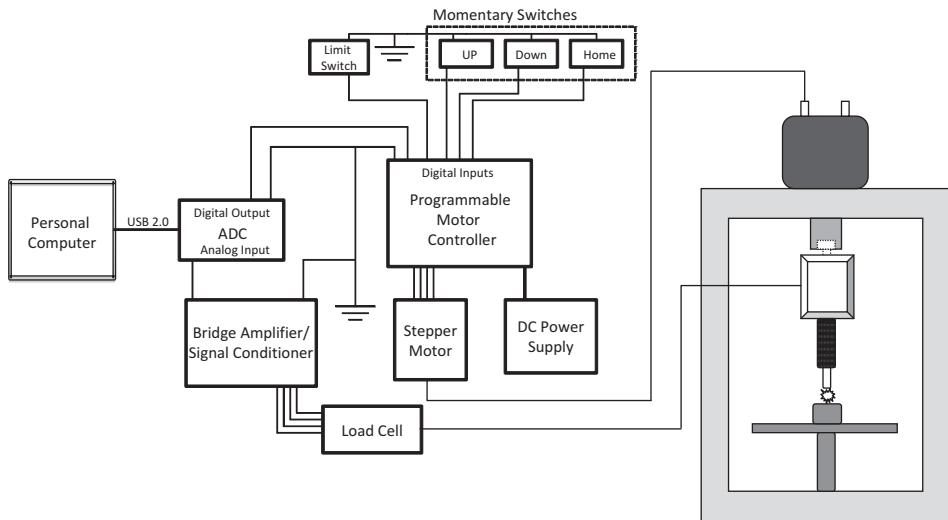 Momentary Switches
Limit
Switch
UP
Down
Home
Digital Inputs
Programmable
Motor
Controller
Personal
Computer
USB 2.0
Digital Output
ADC
Analog Input
Bridge Amplifier/
Signal Conditioner
Stepper
Motor
DC Power
Supply
Load Cell